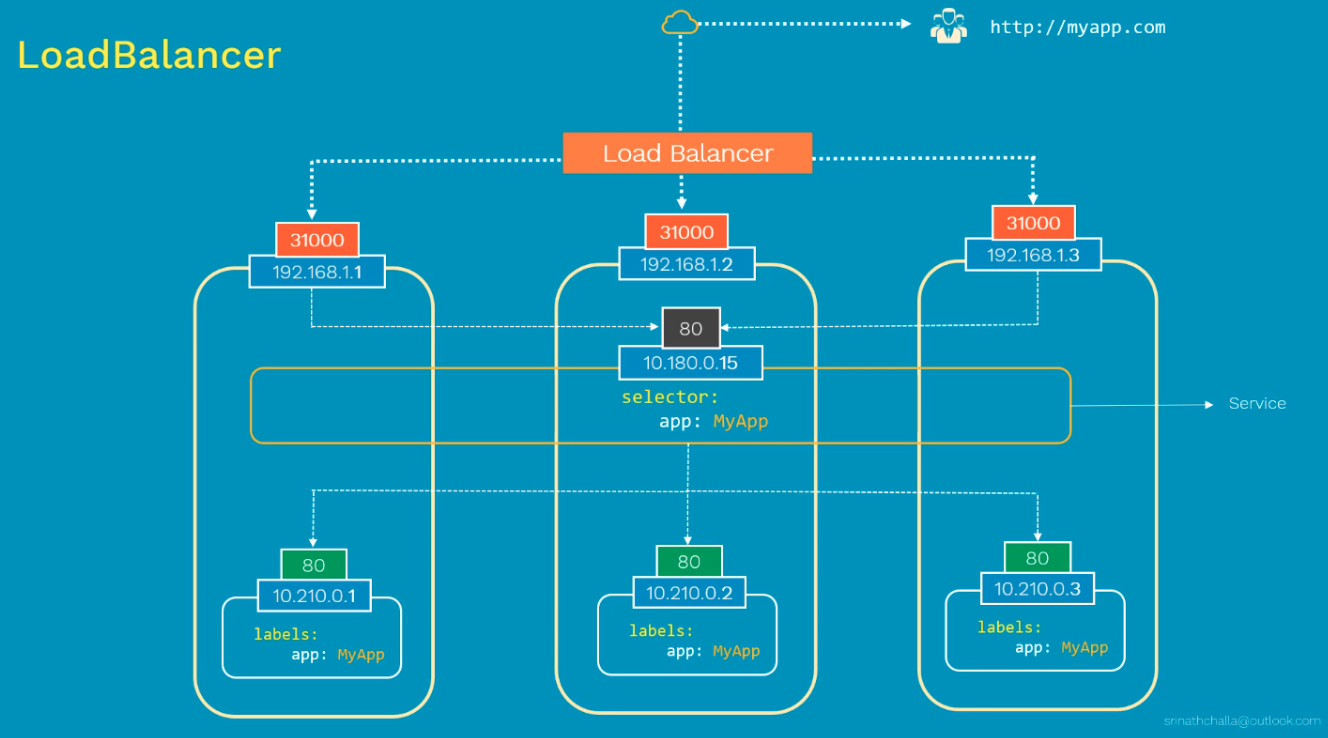 http://myapp.com
LoadBalancer
Load Balancer
31000
192.168.1.1
31000
192.168.1.2
31000
192.168.1.3
80
10.180.0.15
selector:
app: MyApp
Service
80
10.210.0.1
labels:
app: MyApp
80
10.210.0.2
labels:
app: MyApp
80
10.210.0.3
labels:
app: MyApp
srinathchalla@outlook.com